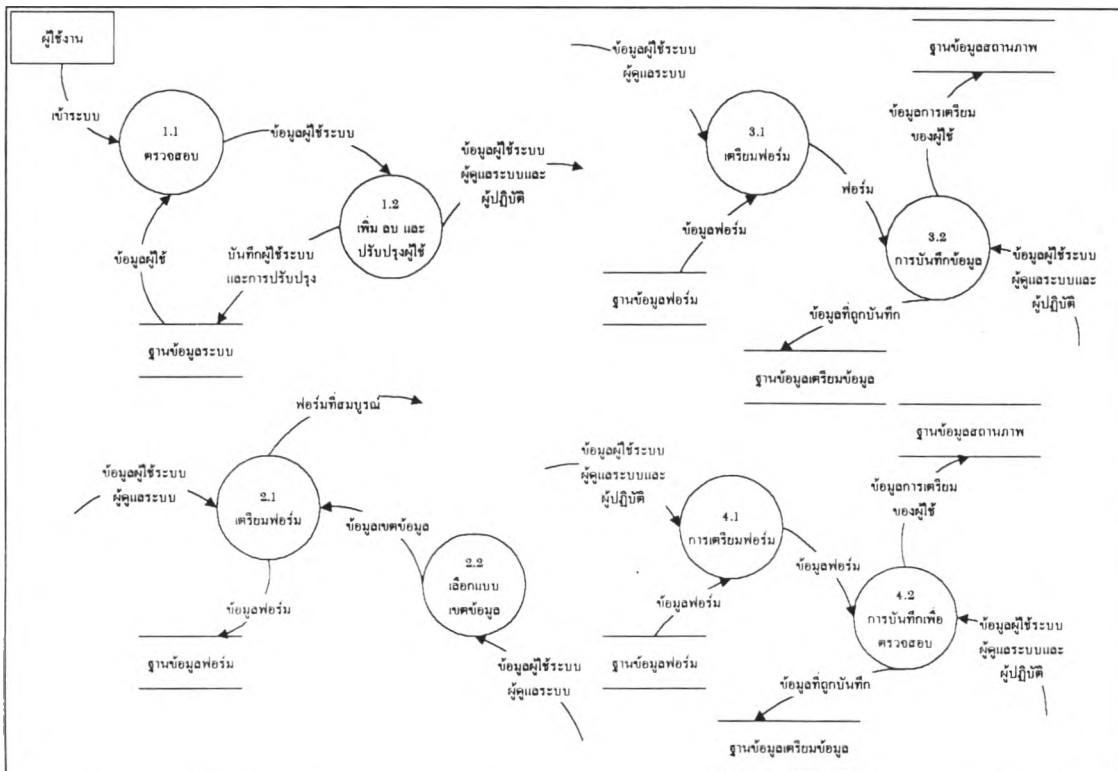 ผู้ใช้งาน
เข้าระบบ
1.1
ตรวจสอบ
ข้อมูลผู้ใช้ระบบ
1.2
เพิ่ม ลบ และ
ปรับปรุงผู้ใช้
ข้อมูลผู้ใช้ระบบ
ผู้ดูแลระบบและ
ผู้ปฏิบัติ
ข้อมูลผู้ใช้
บันทึกผู้ใช้ระบบ
และการปรับปรุง
ฐานข้อมูลระบบ
ข้อมูลผู้ใช้ระบบ
ผู้ดูแลระบบ
3.1
เตรียมฟอร์ม
ฐานข้อมูลสถานภาพ
ข้อมูลการเตรียม
ของผู้ใช้
ฟอร์ม
3.2
การบันทึกข้อมูล
ข้อมูลฟอร์ม
ฐานข้อมูลฟอร์ม
ข้อมูลผู้ใช้ระบบ
ผู้ดูแลระบบและ
ผู้ปฏิบัติ
ข้อมูลที่ถูกบันทึก
ฐานข้อมูลเตรียมข้อมูล
ฟอร์มที่สมบูรณ์
ข้อมูลผู้ใช้ระบบ
ผู้ดูแลระบบ
2.1
เตรียมฟอร์ม
ข้อมูลเขตข้อมูล
2.2
เลือกแบบ
เขตข้อมูล
ข้อมูลฟอร์ม
ฐานข้อมูลฟอร์ม
ข้อมูลผู้ใช้ระบบ
ผู้ดูแลระบบ
ฐานข้อมูลสถานภาพ
ข้อมูลผู้ใช้ระบบ
ผู้ดูแลระบบและ
ผู้ปฏิบัติ
4.1
การเตรียมฟอร์ม
ข้อมูลการเตรียม
ของผู้ใช้
ข้อมูลฟอร์ม
4.2
การบันทึกเพื่อ
ตรวจสอบ
ข้อมูลฟอร์ม
ฐานข้อมูลฟอร์ม
ข้อมูลผู้ใช้ระบบ
ผู้ดูแลระบบและ
ผู้ปฏิบัติ
ข้อมูลที่ถูกบันทึก
ฐานข้อมูลเตรียมข้อมูล